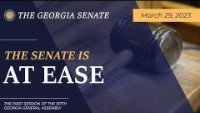 THE GEORGIA SENATE
March 29, 2023
THE SENATE IS
AT EASE
THE FIRST SESSION OF THE 157TH
GEORGIA GENERAL ASSEMBLY